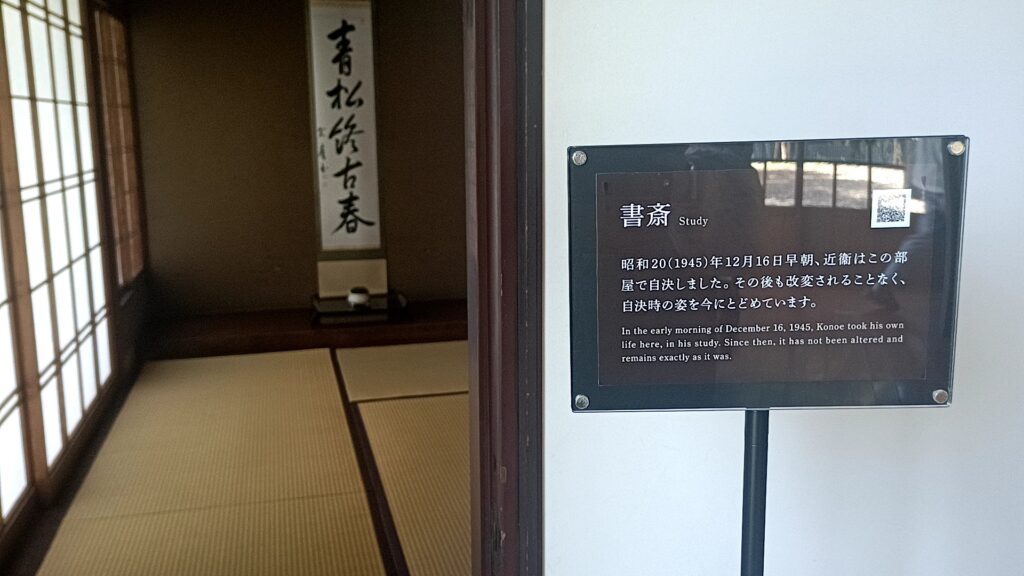 青松終古春
書斎 Study
昭和20(1945)年12月16日早朝、近衞はこの部
屋で自決しました。その後も改変されることなく、
自決時の姿を今にとどめています。
In the early morning of December 16, 1945, Konoe took his own
life here, in his study. Since then, it has not been altered and
remains exactly as it was.